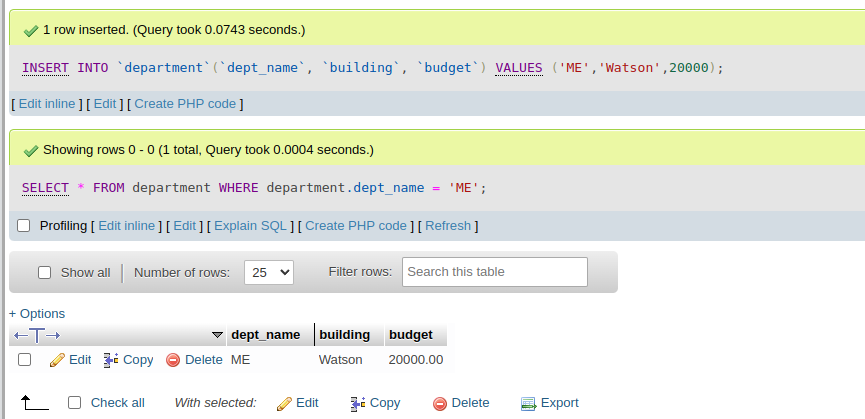 1 row inserted. (Query took 0.0743 seconds.)
INSERT INTO `department`(`dept_name`, `building`, `budget`) VALUES ('ME','Watson',20000);
[ Edit inline ] [ Edit ] [ Create PHP code ]
Showing rows 0 - 0 (1 total, Query took 0.0004 seconds.)
SELECT * FROM department WHERE department.dept_name = 'ME';
Profiling [ Edit inline ] [ Edit ] [ Explain SQL ] [ Create PHP code ] [ Refresh ]
Show all Number of rows: 25 Filter rows: Search this table
+ Options
dept_name building budget
Edit Copy Delete ME Watson 20000.00
Check all With selected: Edit Copy Delete Export